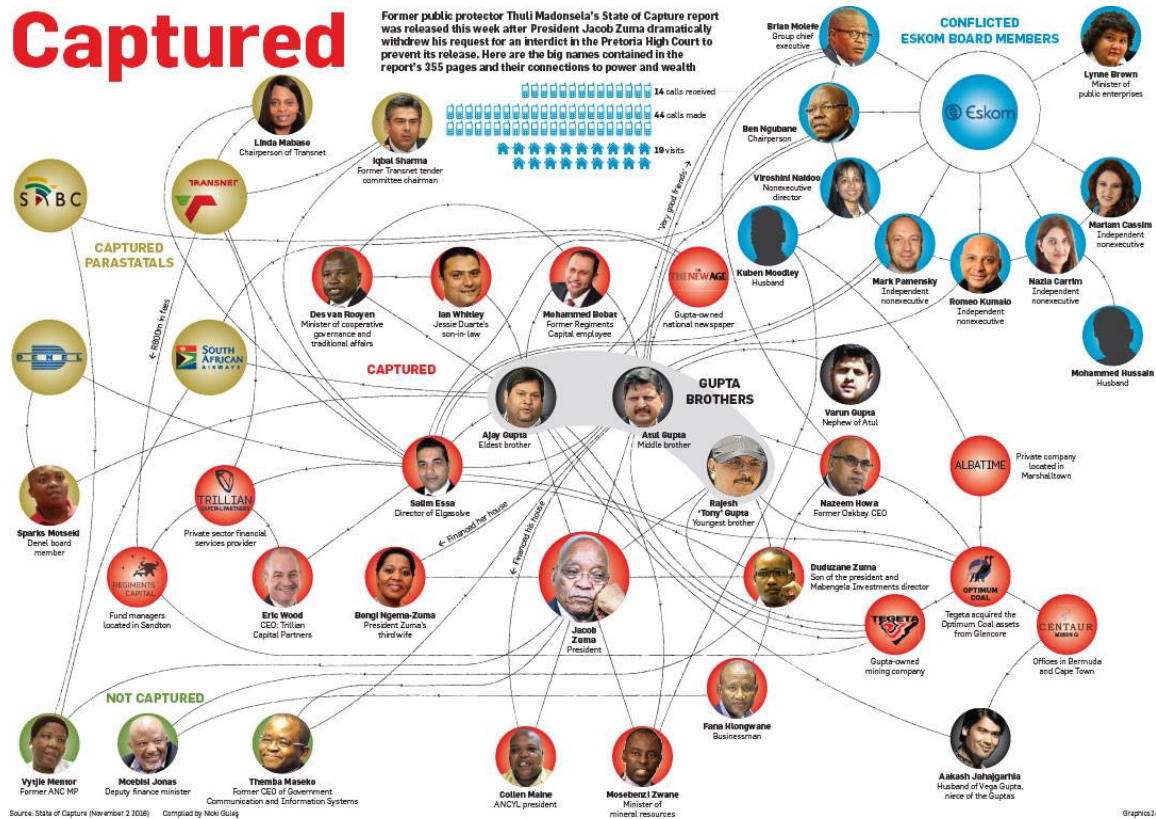 Captured
Former public protector Thuli Madonsela's State of Capture report
was released this week after President Jacob Zuma dramatically
withdrew his request for an interdict in the Pretoria High Court to
prevent its release. Here are the big names contained in the
report's 355 pages and their connections to power and wealth
14 calls received
44 calls made
19 visits
Brian Molefe
Group chief
executive
CONFLICTED
ESKOM BOARD MEMBERS
Lynne Brown
Minister of
public enterprises
Eskom
Ben Ngubane
Chairperson
Viroshini Naidoo
Nonexecutive
director
Kuben Moodley
Husband
Mark Pamensky
Independent
nonexecutive
Romeo Kumalo
Independent
nonexecutive
Nazia Carrim
Independent
nonexecutive
Mariam Cassim
Independent
nonexecutive
Mohammed Hussain
Husband
Linda Mabaso
Chairperson of Transnet
Iqbal Sharma
Former Transnet tender
committee chairman
SABC
TRANSNET
CAPTURED
PARASTATALS
DENEL
SOUTH
AFRICAN
AIRWAYS
← R800m in fees
'Very good friends' →
Des van Rooyen
Minister of cooperative
governance and
traditional affairs
Ian Whitley
Jessie Duarte's
son-in-law
Mohammed Bobat
Former Regiments
Capital employee
THE NEW AGE
Gupta-owned
national newspaper
CAPTURED
GUPTA
BROTHERS
Ajay Gupta
Eldest brother
Atul Gupta
Middle brother
Rajesh
'Tony' Gupta
Youngest brother
Varun Gupta
Nephew of Atul
Nazeem Howa
Former Oakbay CEO
ALBATIME
Private company
located in
Marshalltown
Sparks Motseki
Denel board
member
TRILLIAN
CAPITAL PARTNERS
Private sector financial
services provider
Salim Essa
Director of Elgasolve
← Financed her house
← Financed his house
REGIMENTS
CAPITAL
Fund managers
located in Sandton
Eric Wood
CEO: Trillian
Capital Partners
Bongi Ngema-Zuma
President Zuma's
third wife
Jacob
Zuma
President
Duduzane Zuma
Son of the president and
Mabengela Investments director
OPTIMUM
COAL
Tegeta acquired the
Optimum Coal assets
from Glencore
TEGETA
Gupta-owned
mining company
CENTAUR
MINING
Offices in Bermuda
and Cape Town
NOT CAPTURED
Vytjie Mentor
Former ANC MP
Mcebisi Jonas
Deputy finance minister
Themba Maseko
Former CEO of Government
Communication and Information Systems
Collen Maine
ANCYL president
Mosebenzi Zwane
Minister of
mineral resources
Fana Hlongwane
Businessman
Aakash Jahajgarhia
Husband of Vega Gupta,
niece of the Guptas
Source: State of Capture (November 2 2016) Compiled by Nicki Güleş
Graphics24